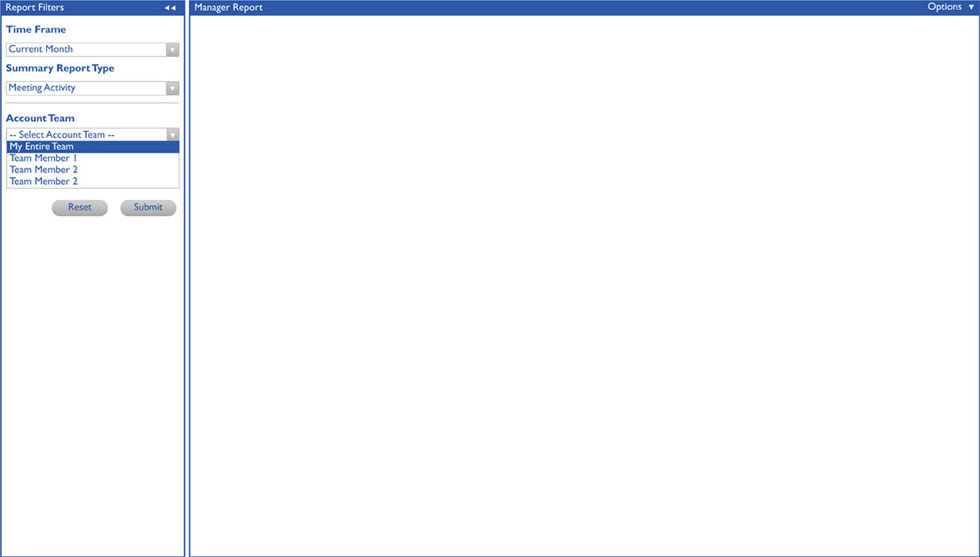 Report Filters
Time Frame
Current Month
Summary Report Type
Meeting Activity
Account Team
-- Select Account Team --
My Entire Team
Team Member 1
Team Member 2
Team Member 2
Reset Submit
Manager Report Options